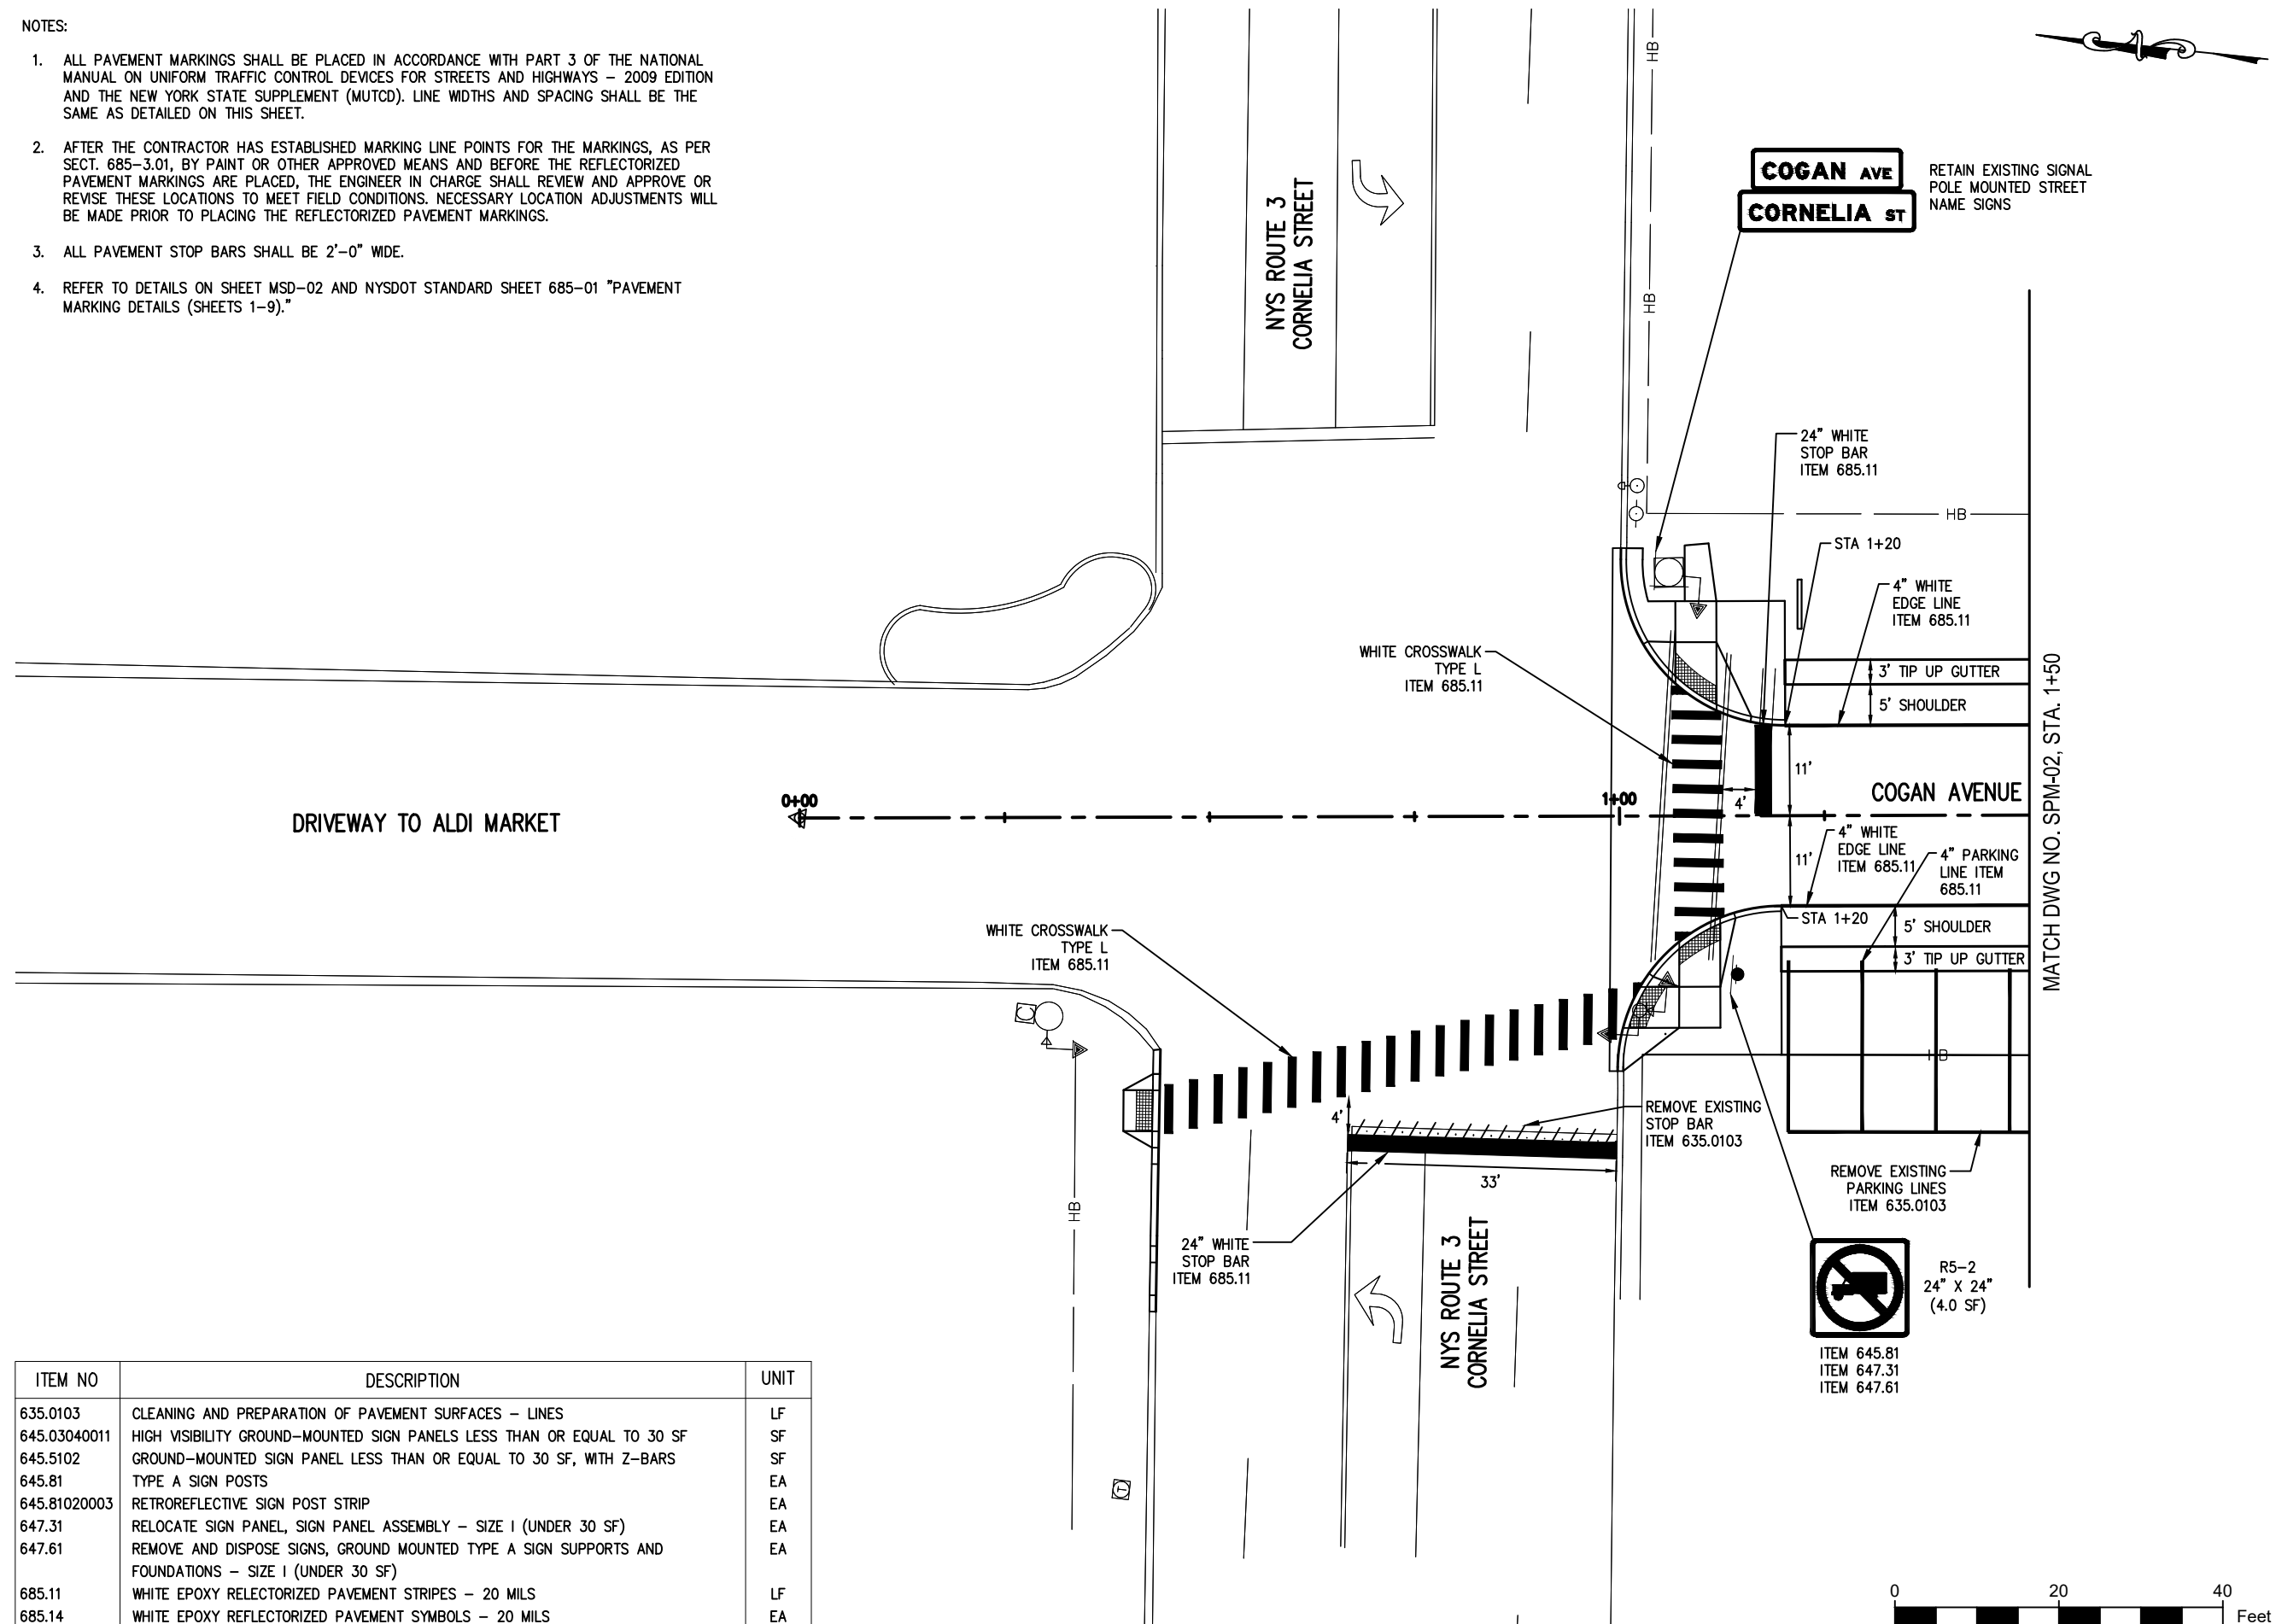 NOTES:
1. ALL PAVEMENT MARKINGS SHALL BE PLACED IN ACCORDANCE WITH PART 3 OF THE NATIONAL
MANUAL ON UNIFORM TRAFFIC CONTROL DEVICES FOR STREETS AND HIGHWAYS – 2009 EDITION
AND THE NEW YORK STATE SUPPLEMENT (MUTCD). LINE WIDTHS AND SPACING SHALL BE THE
SAME AS DETAILED ON THIS SHEET.
2. AFTER THE CONTRACTOR HAS ESTABLISHED MARKING LINE POINTS FOR THE MARKINGS, AS PER
SECT. 685–3.01, BY PAINT OR OTHER APPROVED MEANS AND BEFORE THE REFLECTORIZED
PAVEMENT MARKINGS ARE PLACED, THE ENGINEER IN CHARGE SHALL REVIEW AND APPROVE OR
REVISE THESE LOCATIONS TO MEET FIELD CONDITIONS. NECESSARY LOCATION ADJUSTMENTS WILL
BE MADE PRIOR TO PLACING THE REFLECTORIZED PAVEMENT MARKINGS.
3. ALL PAVEMENT STOP BARS SHALL BE 2'–0" WIDE.
4. REFER TO DETAILS ON SHEET MSD–02 AND NYSDOT STANDARD SHEET 685–01 "PAVEMENT
MARKING DETAILS (SHEETS 1–9)."
NYS ROUTE 3
CORNELIA STREET
HB
HB
COGAN AVE
CORNELIA ST
RETAIN EXISTING SIGNAL
POLE MOUNTED STREET
NAME SIGNS
24" WHITE
STOP BAR
ITEM 685.11
HB
STA 1+20
4" WHITE
EDGE LINE
ITEM 685.11
WHITE CROSSWALK
TYPE L
ITEM 685.11
3' TIP UP GUTTER
5' SHOULDER
MATCH DWG NO. SPM-02, STA. 1+50
11'
4'
COGAN AVENUE
0+00
1+00
DRIVEWAY TO ALDI MARKET
11'
4" WHITE
EDGE LINE
ITEM 685.11
4" PARKING
LINE ITEM
685.11
STA 1+20
5' SHOULDER
3' TIP UP GUTTER
WHITE CROSSWALK
TYPE L
ITEM 685.11
C
HB
4'
REMOVE EXISTING
STOP BAR
ITEM 635.0103
33'
REMOVE EXISTING
PARKING LINES
ITEM 635.0103
HB
24" WHITE
STOP BAR
ITEM 685.11
NYS ROUTE 3
CORNELIA STREET
R5–2
24" X 24"
(4.0 SF)
ITEM 645.81
ITEM 647.31
ITEM 647.61
T
ITEM NO DESCRIPTION UNIT
635.0103 CLEANING AND PREPARATION OF PAVEMENT SURFACES – LINES LF
645.03040011 HIGH VISIBILITY GROUND–MOUNTED SIGN PANELS LESS THAN OR EQUAL TO 30 SF SF
645.5102 GROUND–MOUNTED SIGN PANEL LESS THAN OR EQUAL TO 30 SF, WITH Z–BARS SF
645.81 TYPE A SIGN POSTS EA
645.81020003 RETROREFLECTIVE SIGN POST STRIP EA
647.31 RELOCATE SIGN PANEL, SIGN PANEL ASSEMBLY – SIZE I (UNDER 30 SF) EA
647.61 REMOVE AND DISPOSE SIGNS, GROUND MOUNTED TYPE A SIGN SUPPORTS AND EA
FOUNDATIONS – SIZE I (UNDER 30 SF)
685.11 WHITE EPOXY RELECTORIZED PAVEMENT STRIPES – 20 MILS LF
685.14 WHITE EPOXY REFLECTORIZED PAVEMENT SYMBOLS – 20 MILS EA
0 20 40
Feet